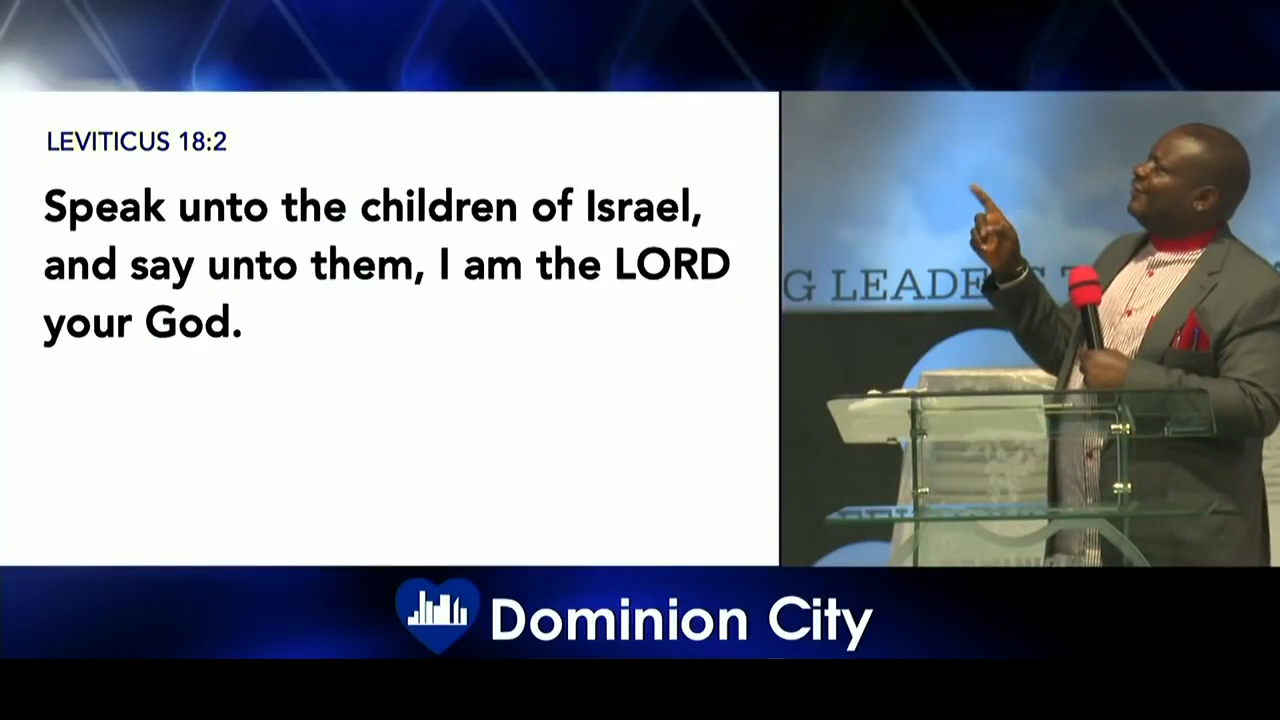 LEVITICUS 18:2
Speak unto the children of Israel,
and say unto them, I am the LORD
your God.
G LEADE
Dominion City